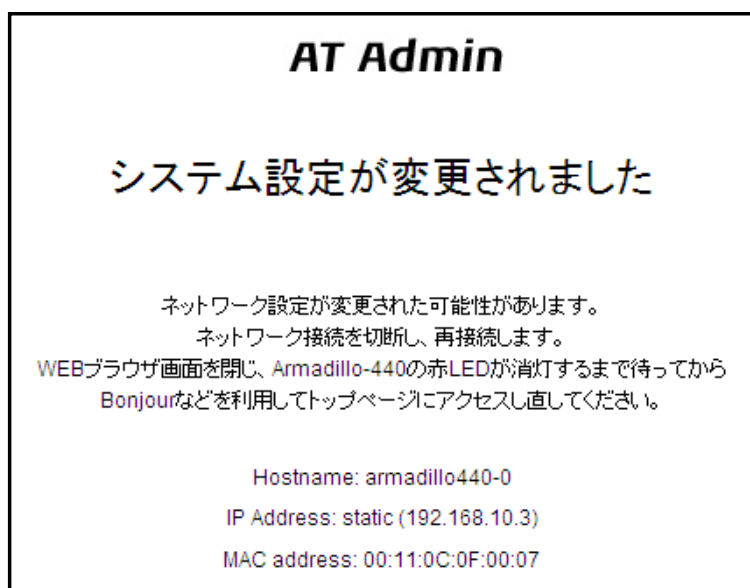 AT Admin
システム設定が変更されました
ネットワーク設定が変更された可能性があります。
ネットワーク接続を切断し、再接続します。
WEBブラウザ画面を閉じ、Armadillo-440の赤LEDが消灯するまで待ってから
Bonjourなどを利用してトップページにアクセスし直してください。
Hostname: armadillo440-0
IP Address: static (192.168.10.3)
MAC address: 00:11:0C:0F:00:07